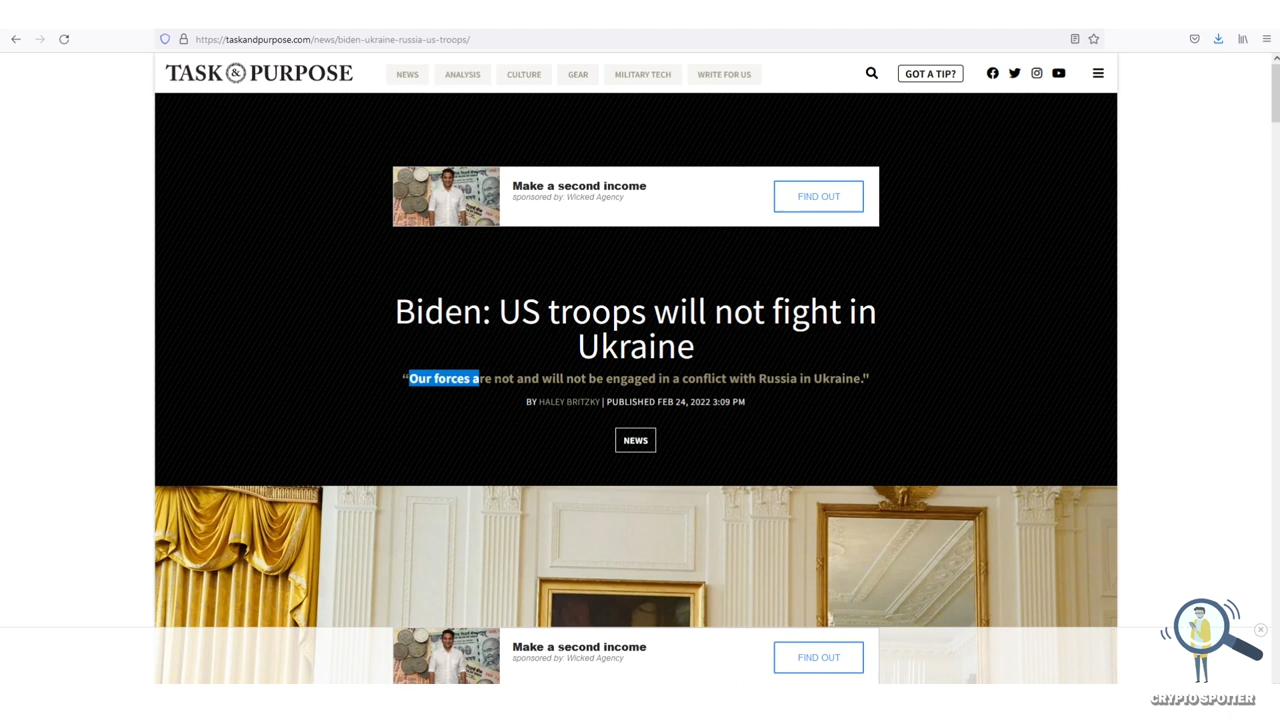 https://taskandpurpose.com/news/biden-ukraine-russia-us-troops/
TASK & PURPOSE
NEWS
ANALYSIS
CULTURE
GEAR
MILITARY TECH
WRITE FOR US
GOT A TIP?
Make a second income
sponsored by: Wicked Agency
FIND OUT
Biden: US troops will not fight in
Ukraine
“Our forces are not and will not be engaged in a conflict with Russia in Ukraine."
BY HALEY BRITZKY | PUBLISHED FEB 24, 2022 3:09 PM
NEWS
Make a second income
sponsored by: Wicked Agency
FIND OUT
CRYPTO SPOTTER